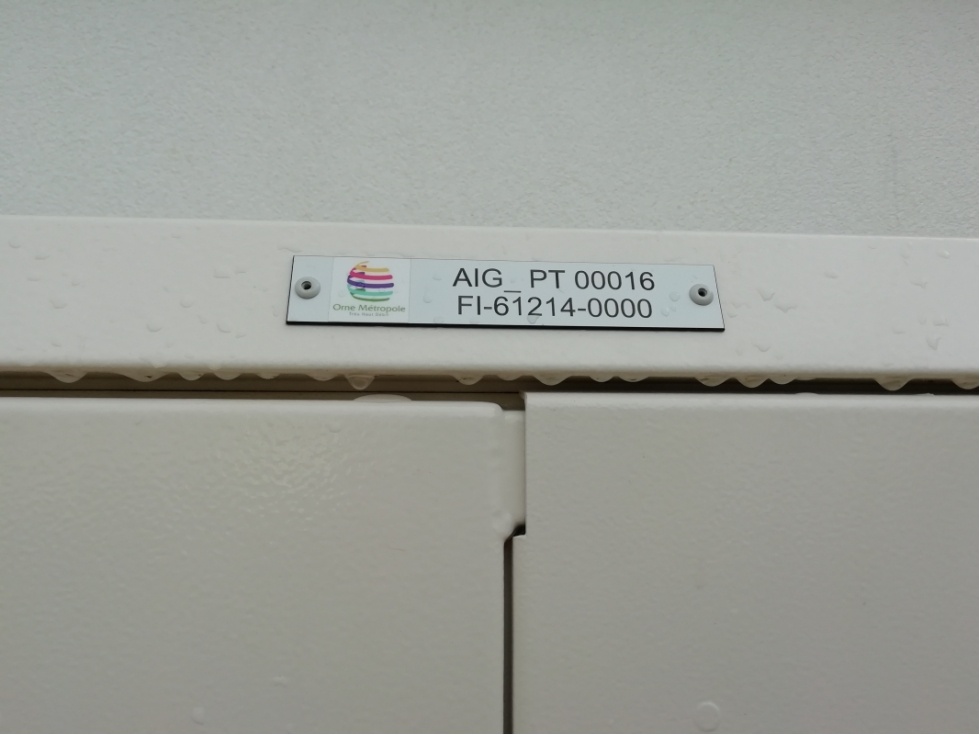 AIG_ PT 00016
FI-61214-0000
Orne Métropole